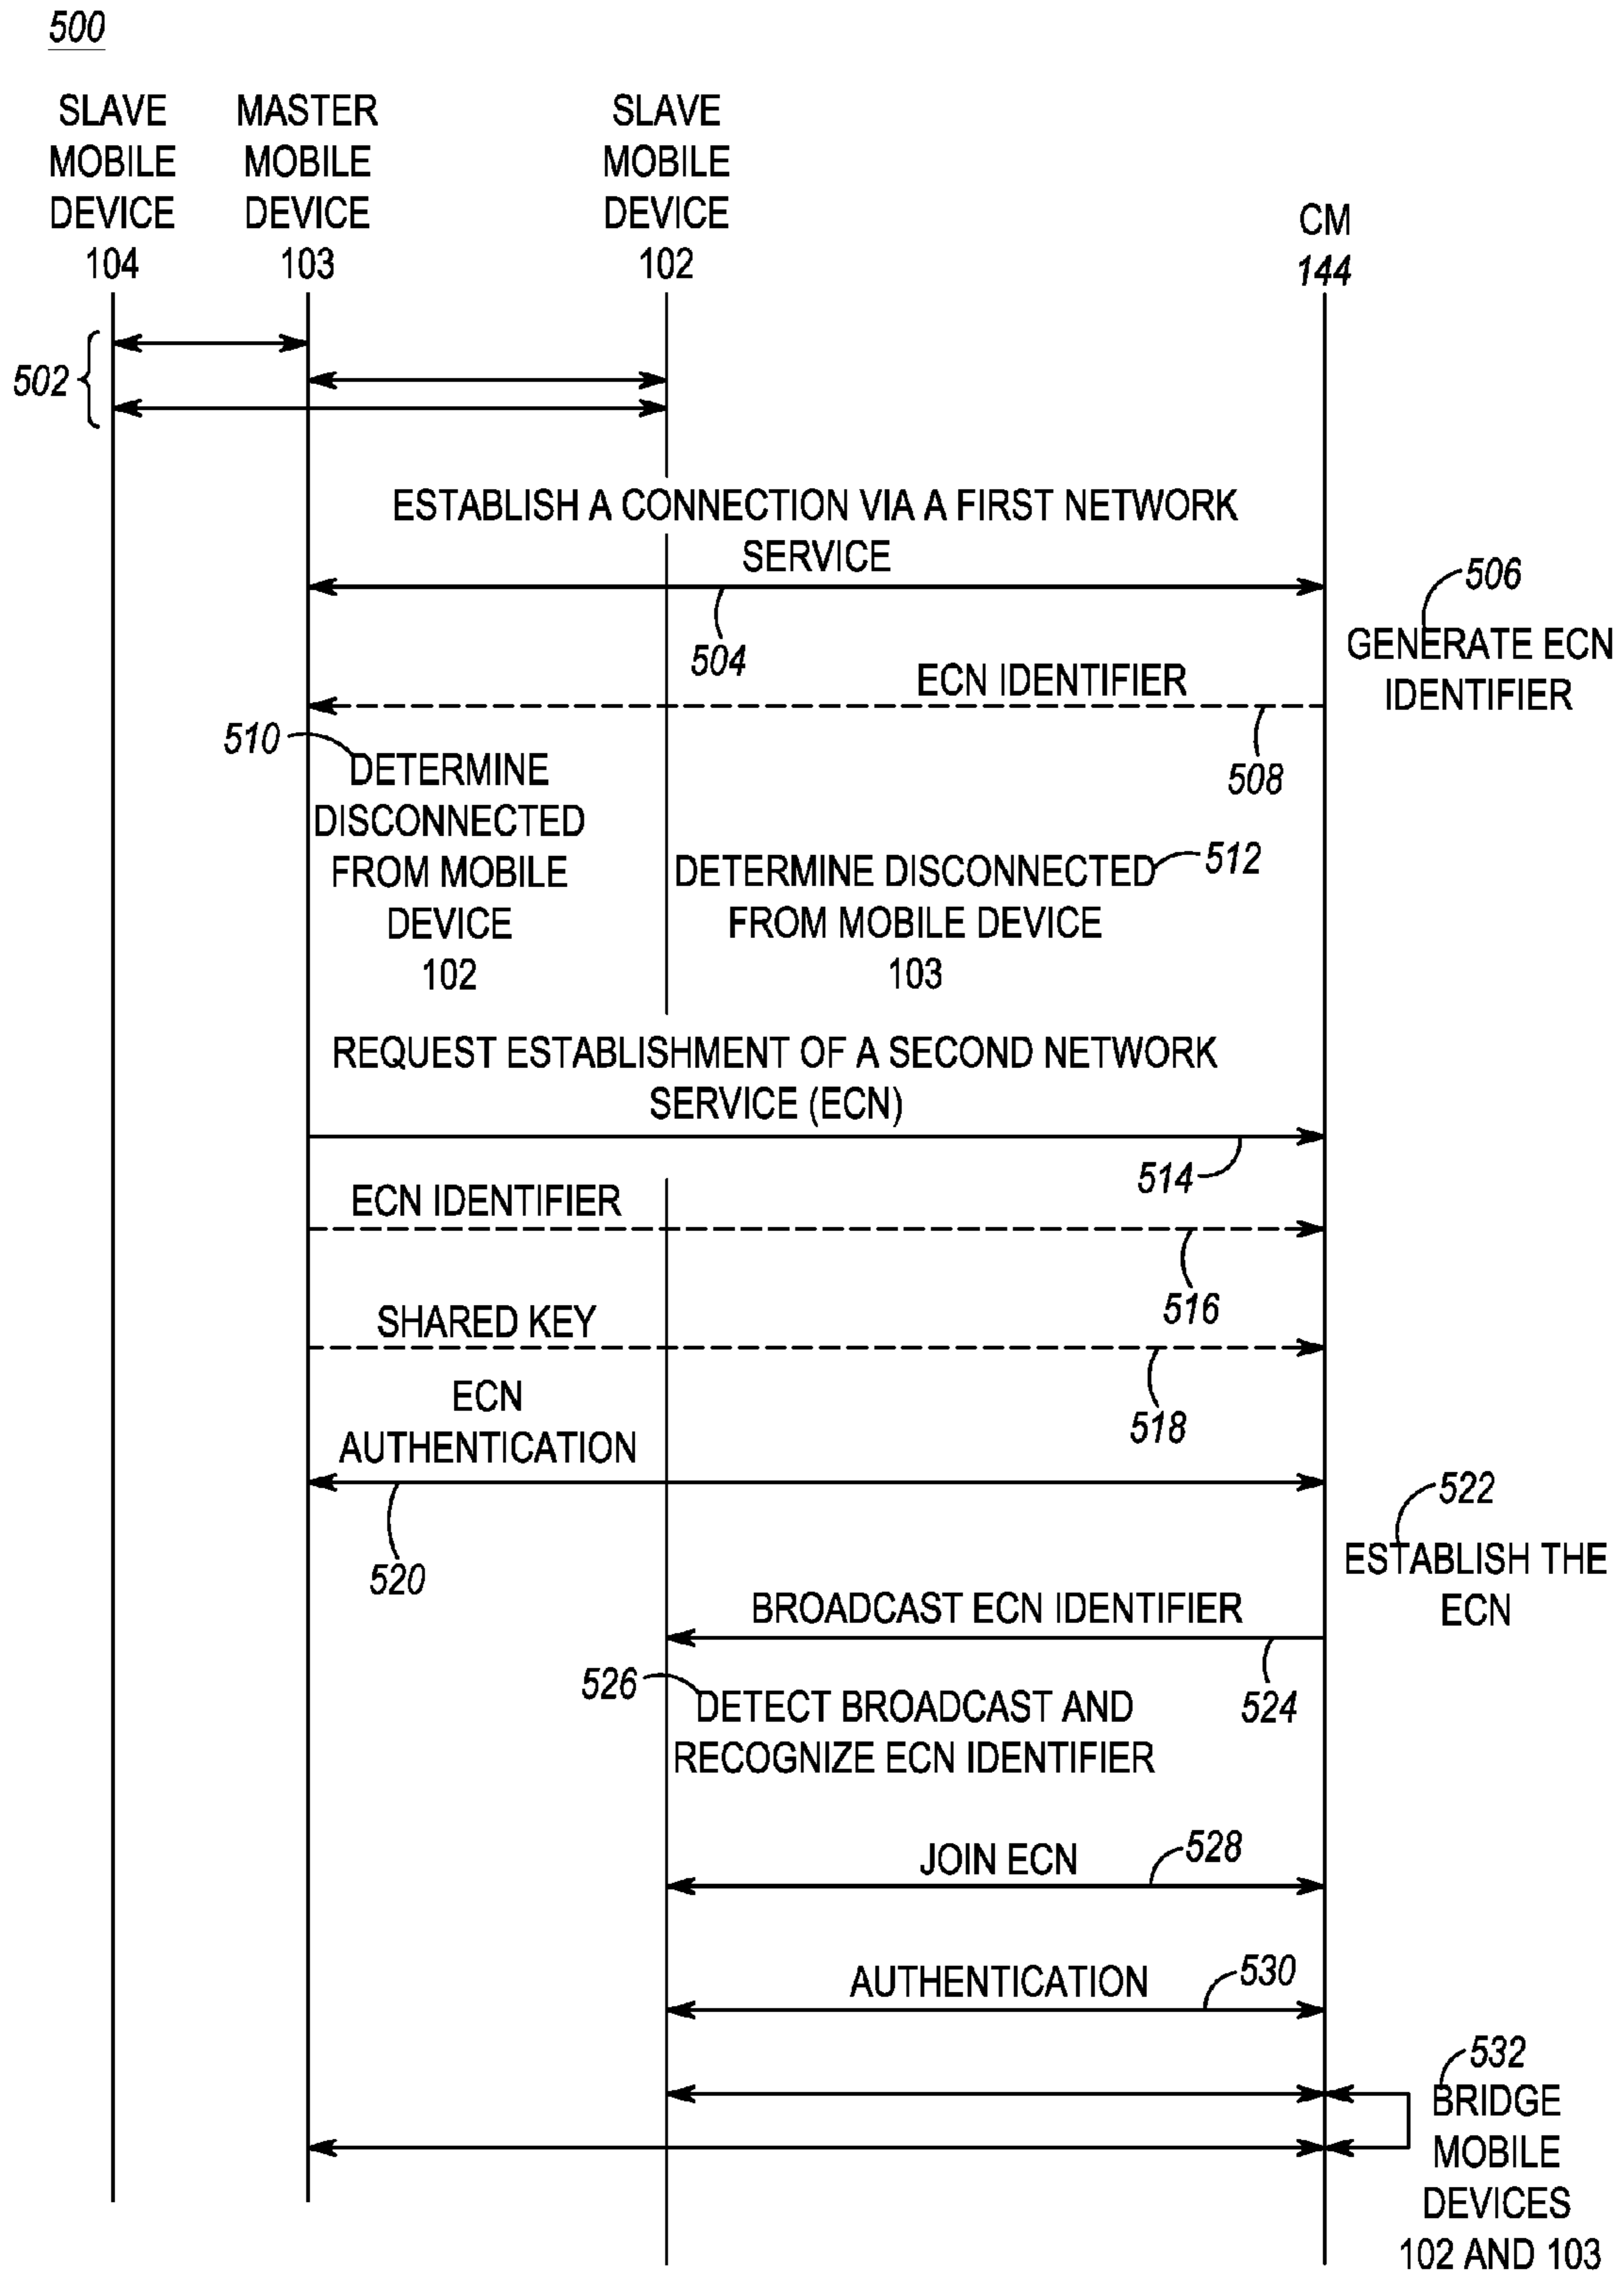 500
SLAVE
MOBILE
DEVICE
104
MASTER
MOBILE
DEVICE
103
SLAVE
MOBILE
DEVICE
102
CM
144
502
ESTABLISH A CONNECTION VIA A FIRST NETWORK
SERVICE
504
506
GENERATE ECN
IDENTIFIER
ECN IDENTIFIER
508
510
DETERMINE
DISCONNECTED
FROM MOBILE
DEVICE
102
DETERMINE DISCONNECTED
FROM MOBILE DEVICE
103
512
REQUEST ESTABLISHMENT OF A SECOND NETWORK
SERVICE (ECN)
514
ECN IDENTIFIER
516
SHARED KEY
518
ECN
AUTHENTICATION
520
522
ESTABLISH THE
ECN
BROADCAST ECN IDENTIFIER
524
526
DETECT BROADCAST AND
RECOGNIZE ECN IDENTIFIER
JOIN ECN
528
AUTHENTICATION
530
532
BRIDGE
MOBILE
DEVICES
102 AND 103